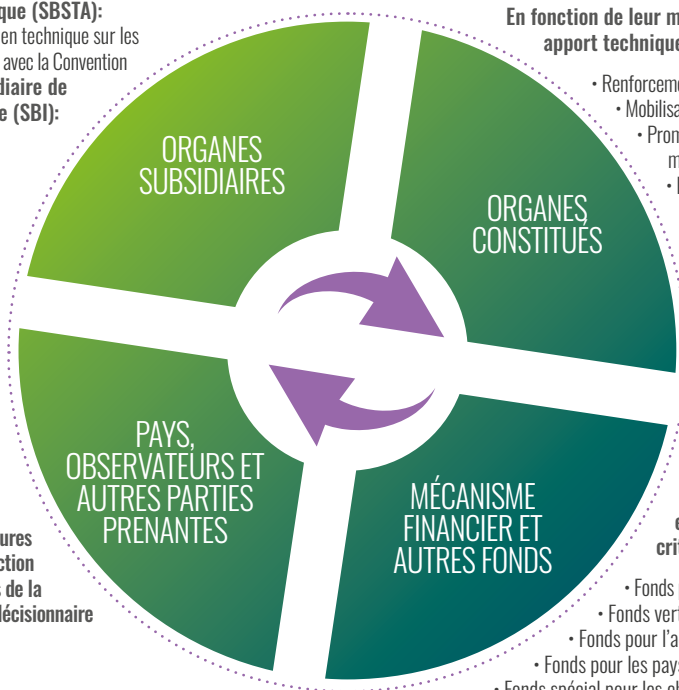 que (SBSTA):
en technique sur les
avec la Convention
diaire de
e (SBI):
En fonction de leur m
apport technique
• Renforceme
• Mobilisa
• Prom
m
ORGANES
SUBSIDIAIRES
ORGANES
CONSTITUÉS
PAYS,
OBSERVATEURS ET
AUTRES PARTIES
PRENANTES
MÉCANISME
FINANCIER ET
AUTRES FONDS
ures
ction
s de la
décisionnaire
e
crit
• Fonds
• Fonds vert
• Fonds pour l'a
• Fonds pour les pays
• Fonds spécial pour les